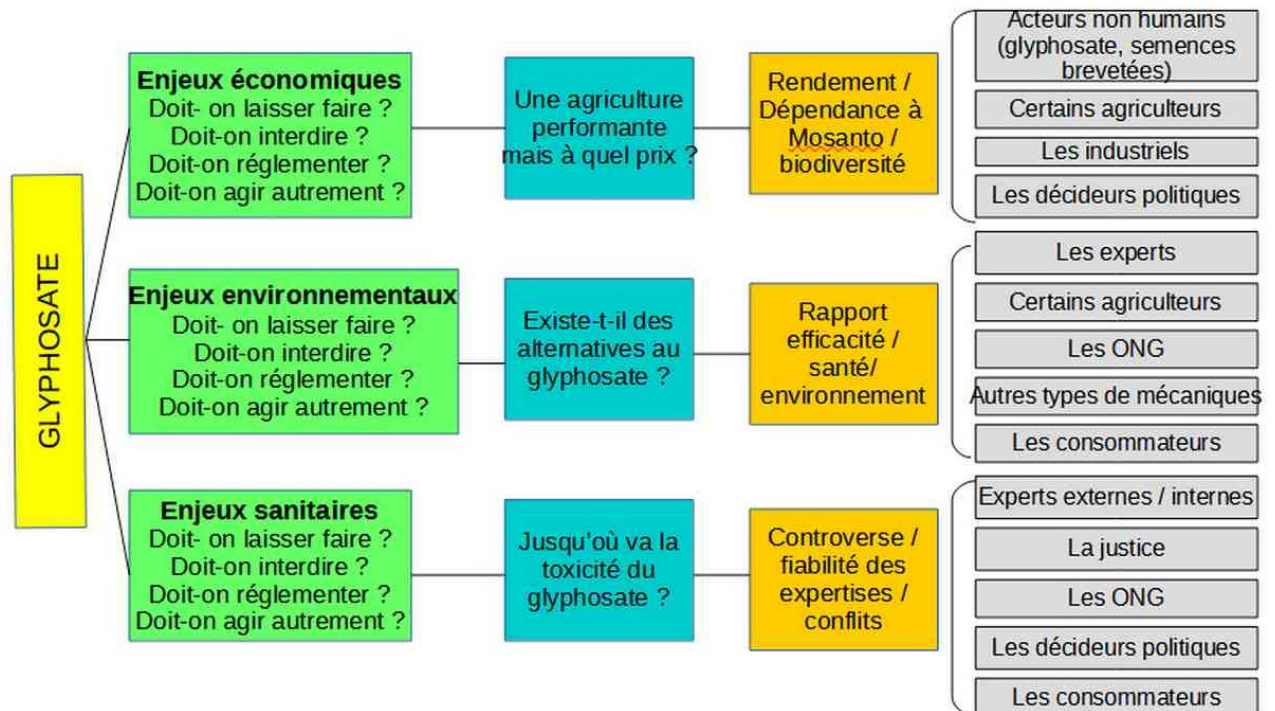 GLYPHOSATE
Enjeux économiques
Doit- on laisser faire ?
Doit-on interdire ?
Doit-on réglementer ?
Doit-on agir autrement ?
Une agriculture
performante
mais à quel prix ?
Rendement /
Dépendance à
Mosanto /
biodiversité
Acteurs non humains
(glyphosate, semences
brevetées)
Certains agriculteurs
Les industriels
Les décideurs politiques
Enjeux environnementaux
Doit- on laisser faire ?
Doit-on interdire ?
Doit-on réglementer ?
Doit-on agir autrement ?
Existe-t-il des
alternatives au
glyphosate ?
Rapport
efficacité /
santé/
environnement
Les experts
Certains agriculteurs
Les ONG
Autres types de mécaniques
Les consommateurs
Enjeux sanitaires
Doit- on laisser faire ?
Doit-on interdire ?
Doit-on réglementer ?
Doit-on agir autrement ?
Jusqu'où va la
toxicité du
glyphosate ?
Controverse /
fiabilité des
expertises /
conflits
Experts externes / internes
La justice
Les ONG
Les décideurs politiques
Les consommateurs